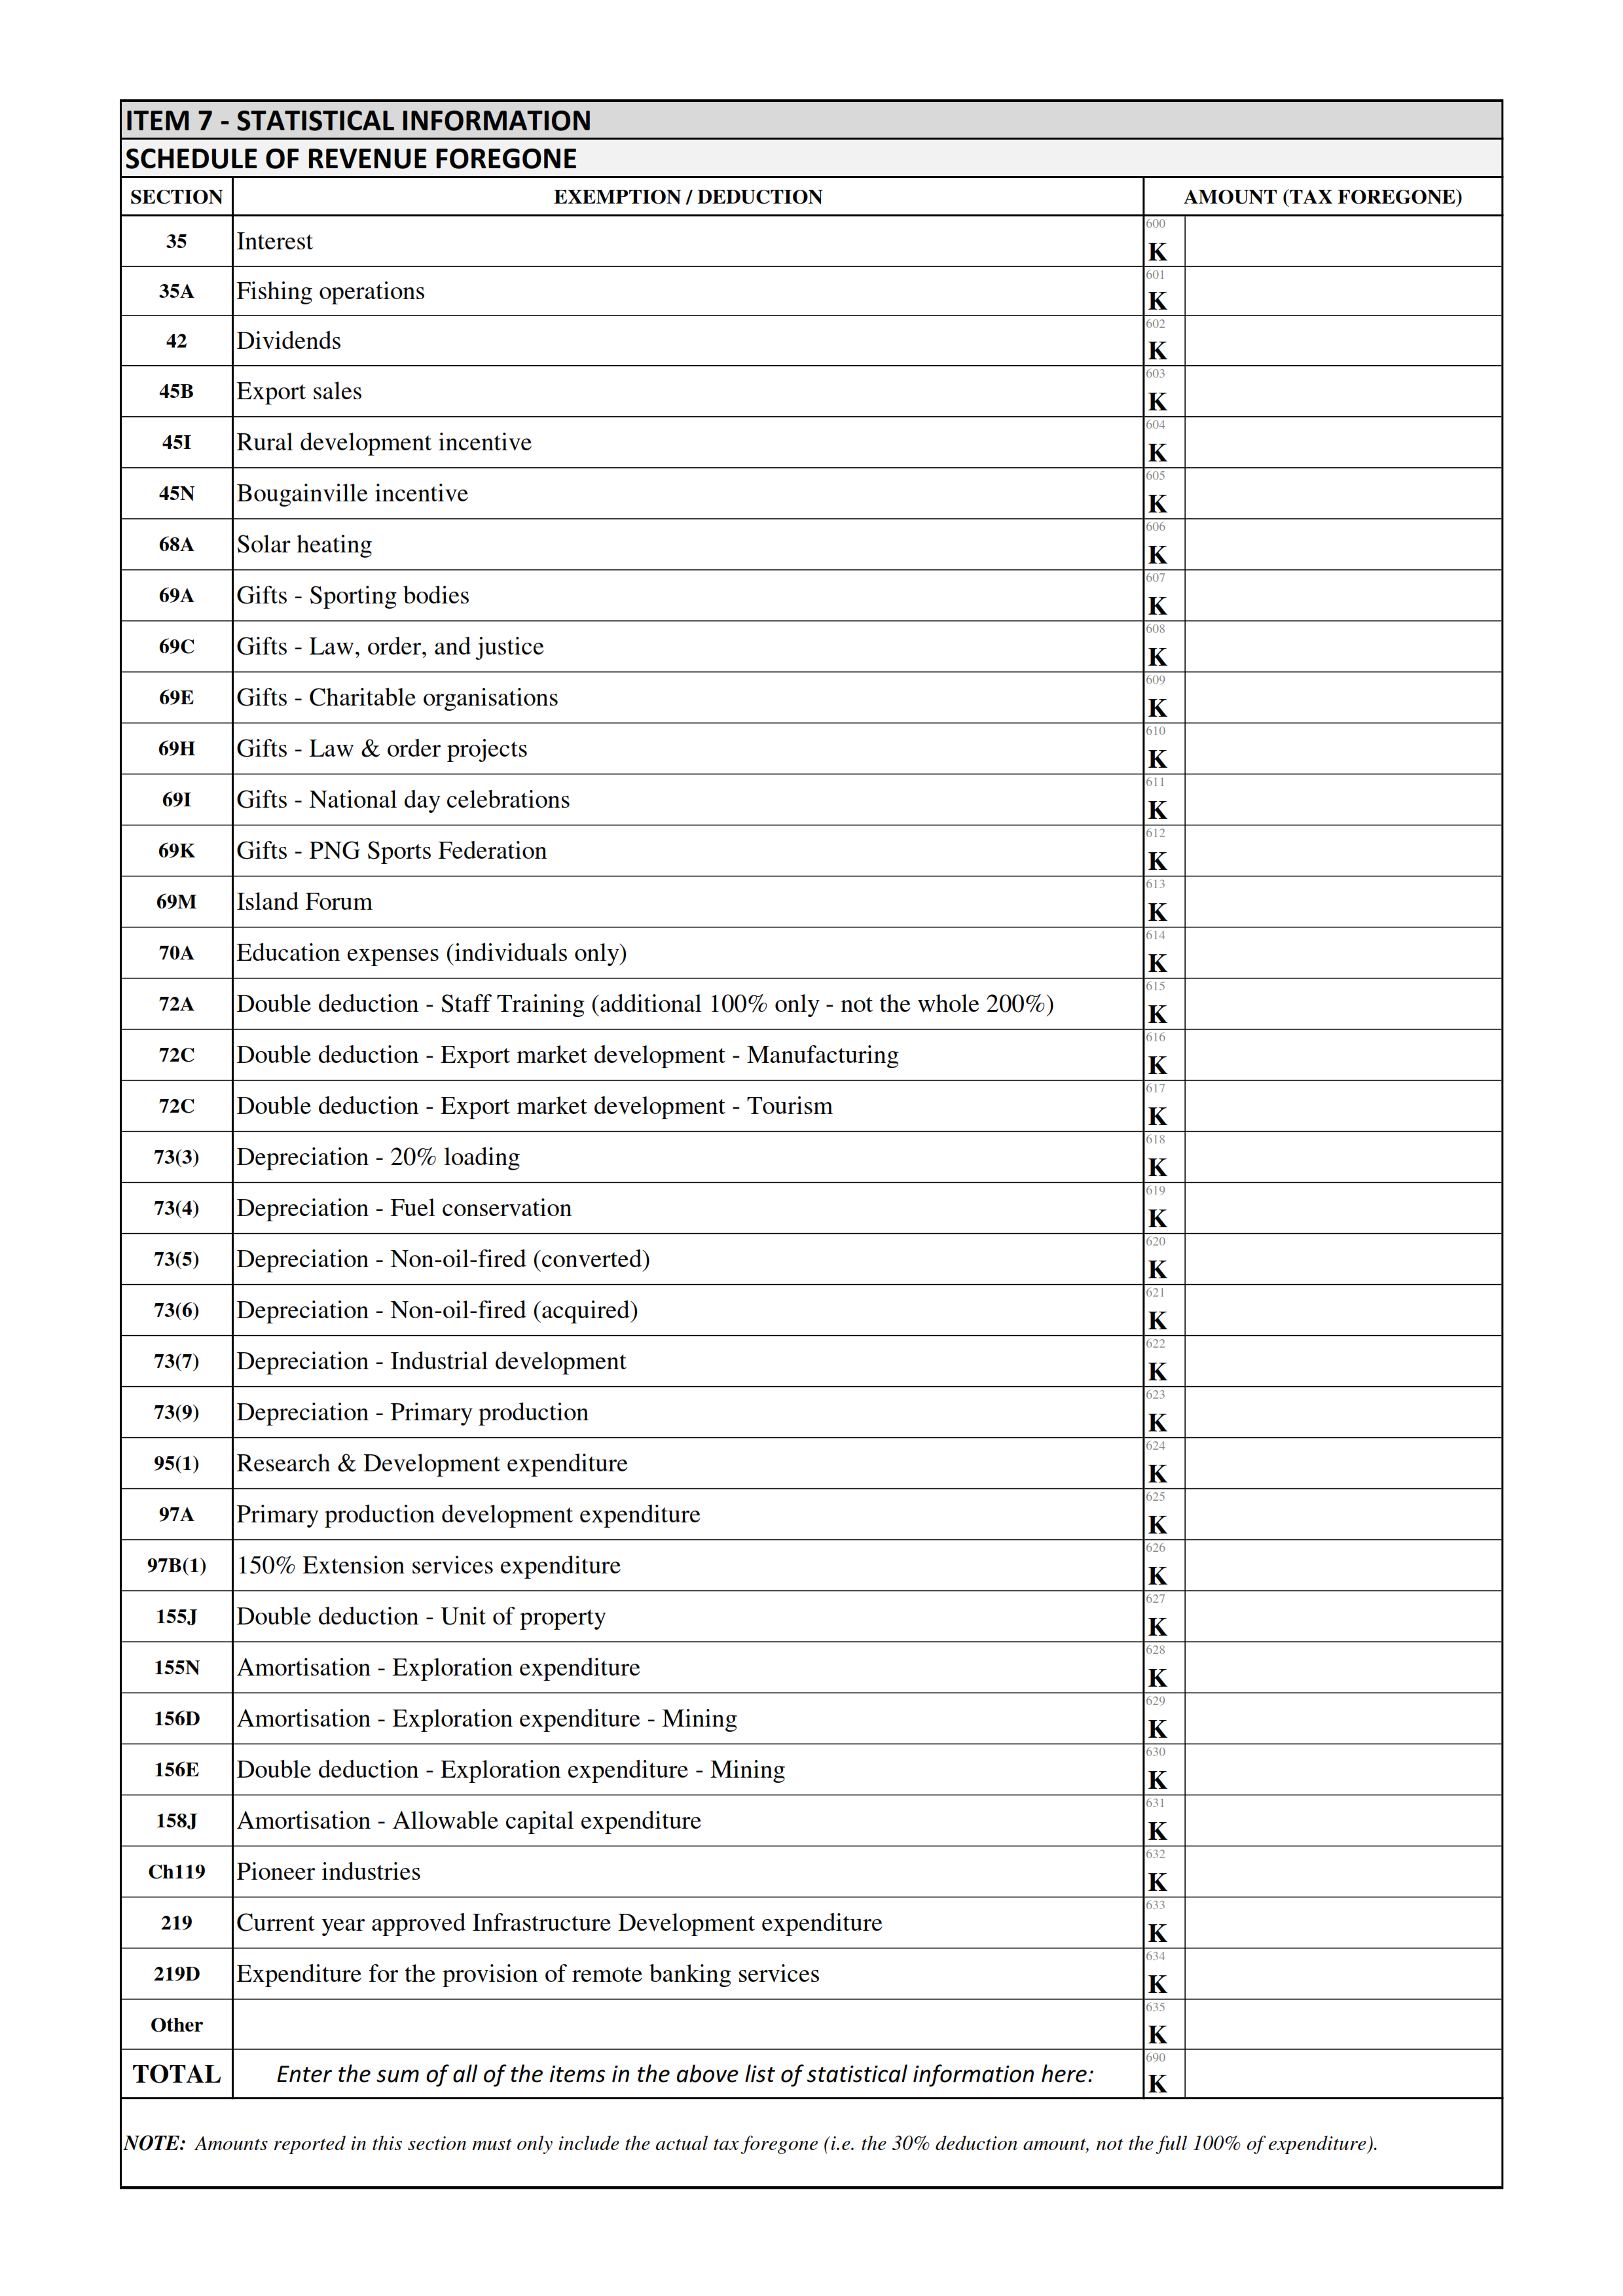 ITEM 7 - STATISTICAL INFORMATION
SCHEDULE OF REVENUE FOREGONE
SECTION EXEMPTION / DEDUCTION AMOUNT (TAX FOREGONE)
35 Interest 600 K
35A Fishing operations 601 K
42 Dividends 602 K
45B Export sales 603 K
45I Rural development incentive 604 K
45N Bougainville incentive 605 K
68A Solar heating 606 K
69A Gifts - Sporting bodies 607 K
69C Gifts - Law, order, and justice 608 K
69E Gifts - Charitable organisations 609 K
69H Gifts - Law & order projects 610 K
69I Gifts - National day celebrations 611 K
69K Gifts - PNG Sports Federation 612 K
69M Island Forum 613 K
70A Education expenses (individuals only) 614 K
72A Double deduction - Staff Training (additional 100% only - not the whole 200%) 615 K
72C Double deduction - Export market development - Manufacturing 616 K
72C Double deduction - Export market development - Tourism 617 K
73(3) Depreciation - 20% loading 618 K
73(4) Depreciation - Fuel conservation 619 K
73(5) Depreciation - Non-oil-fired (converted) 620 K
73(6) Depreciation - Non-oil-fired (acquired) 621 K
73(7) Depreciation - Industrial development 622 K
73(9) Depreciation - Primary production 623 K
95(1) Research & Development expenditure 624 K
97A Primary production development expenditure 625 K
97B(1) 150% Extension services expenditure 626 K
155J Double deduction - Unit of property 627 K
155N Amortisation - Exploration expenditure 628 K
156D Amortisation - Exploration expenditure - Mining 629 K
156E Double deduction - Exploration expenditure - Mining 630 K
158J Amortisation - Allowable capital expenditure 631 K
Ch119 Pioneer industries 632 K
219 Current year approved Infrastructure Development expenditure 633 K
219D Expenditure for the provision of remote banking services 634 K
Other 635 K
TOTAL Enter the sum of all of the items in the above list of statistical information here: 690 K
NOTE: Amounts reported in this section must only include the actual tax foregone (i.e. the 30% deduction amount, not the full 100% of expenditure).